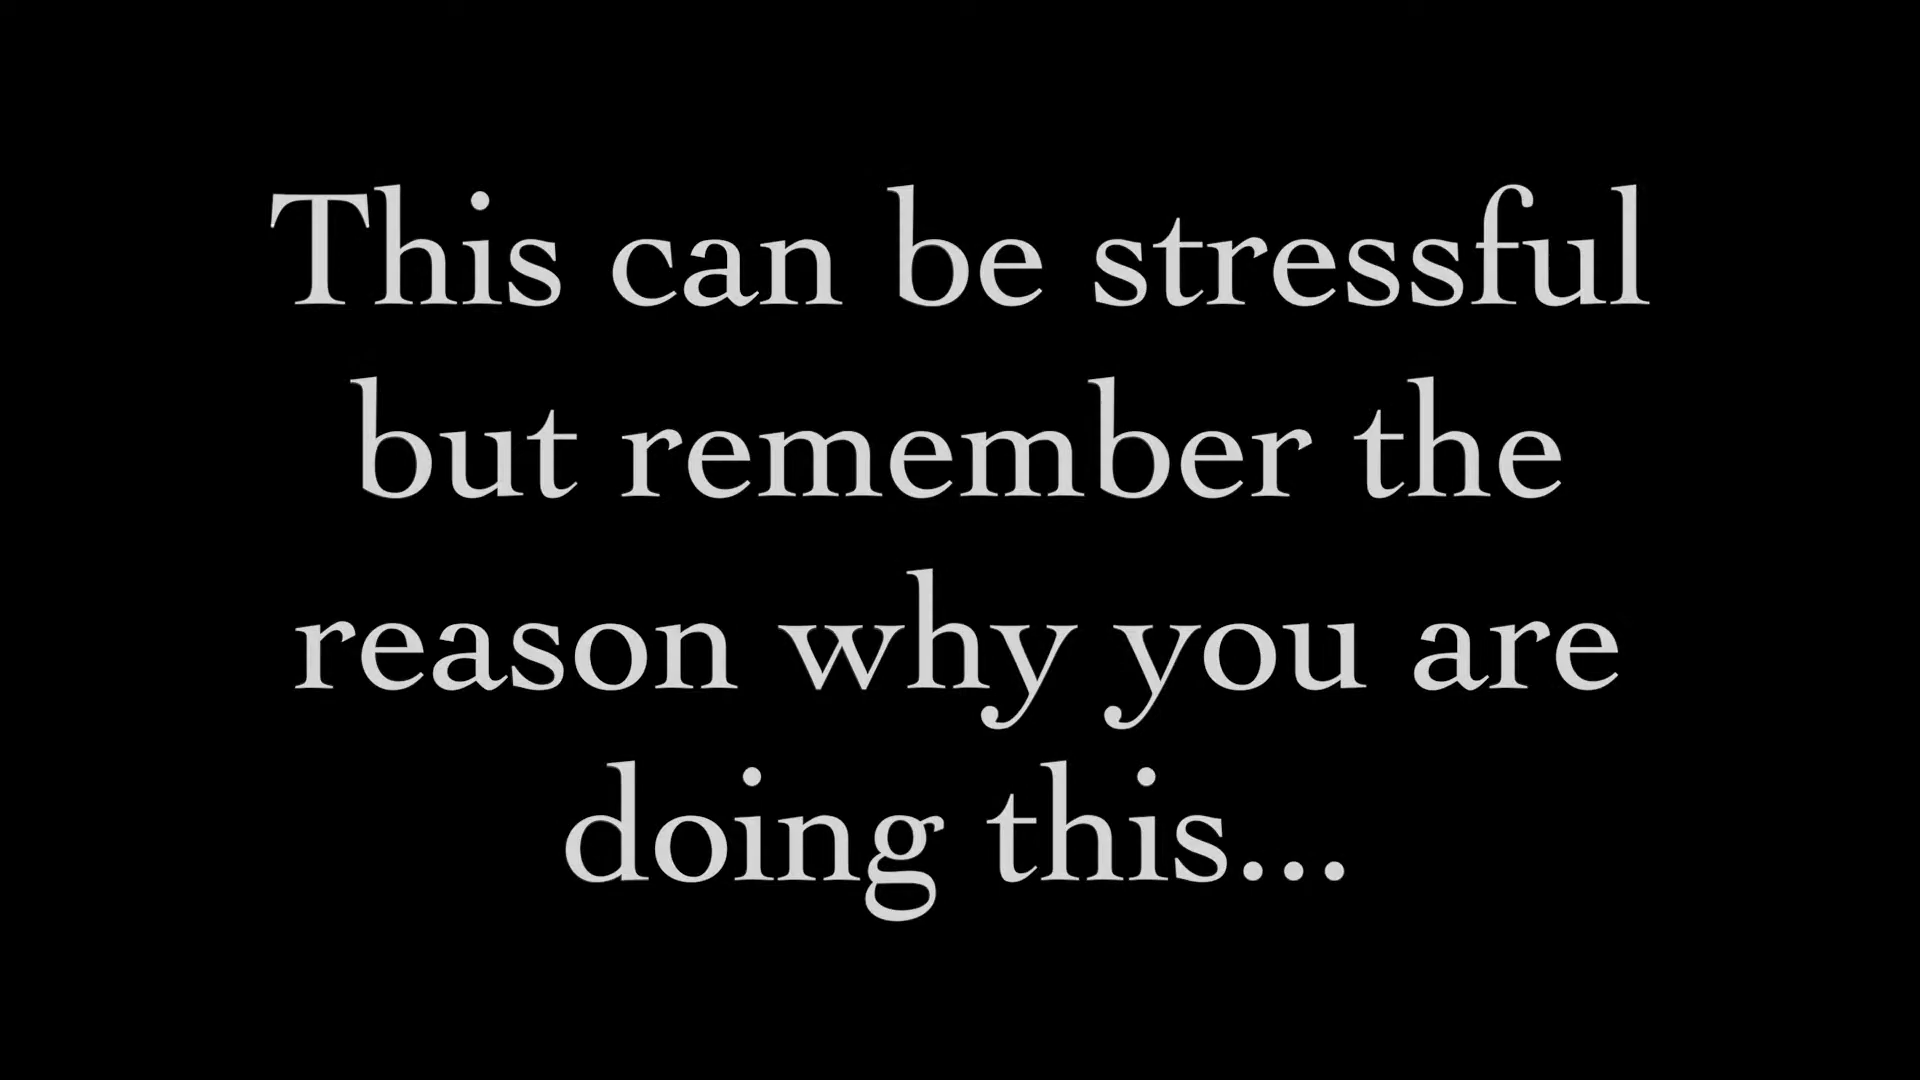 This can be stressful
but remember the
reason why you are
doing this...